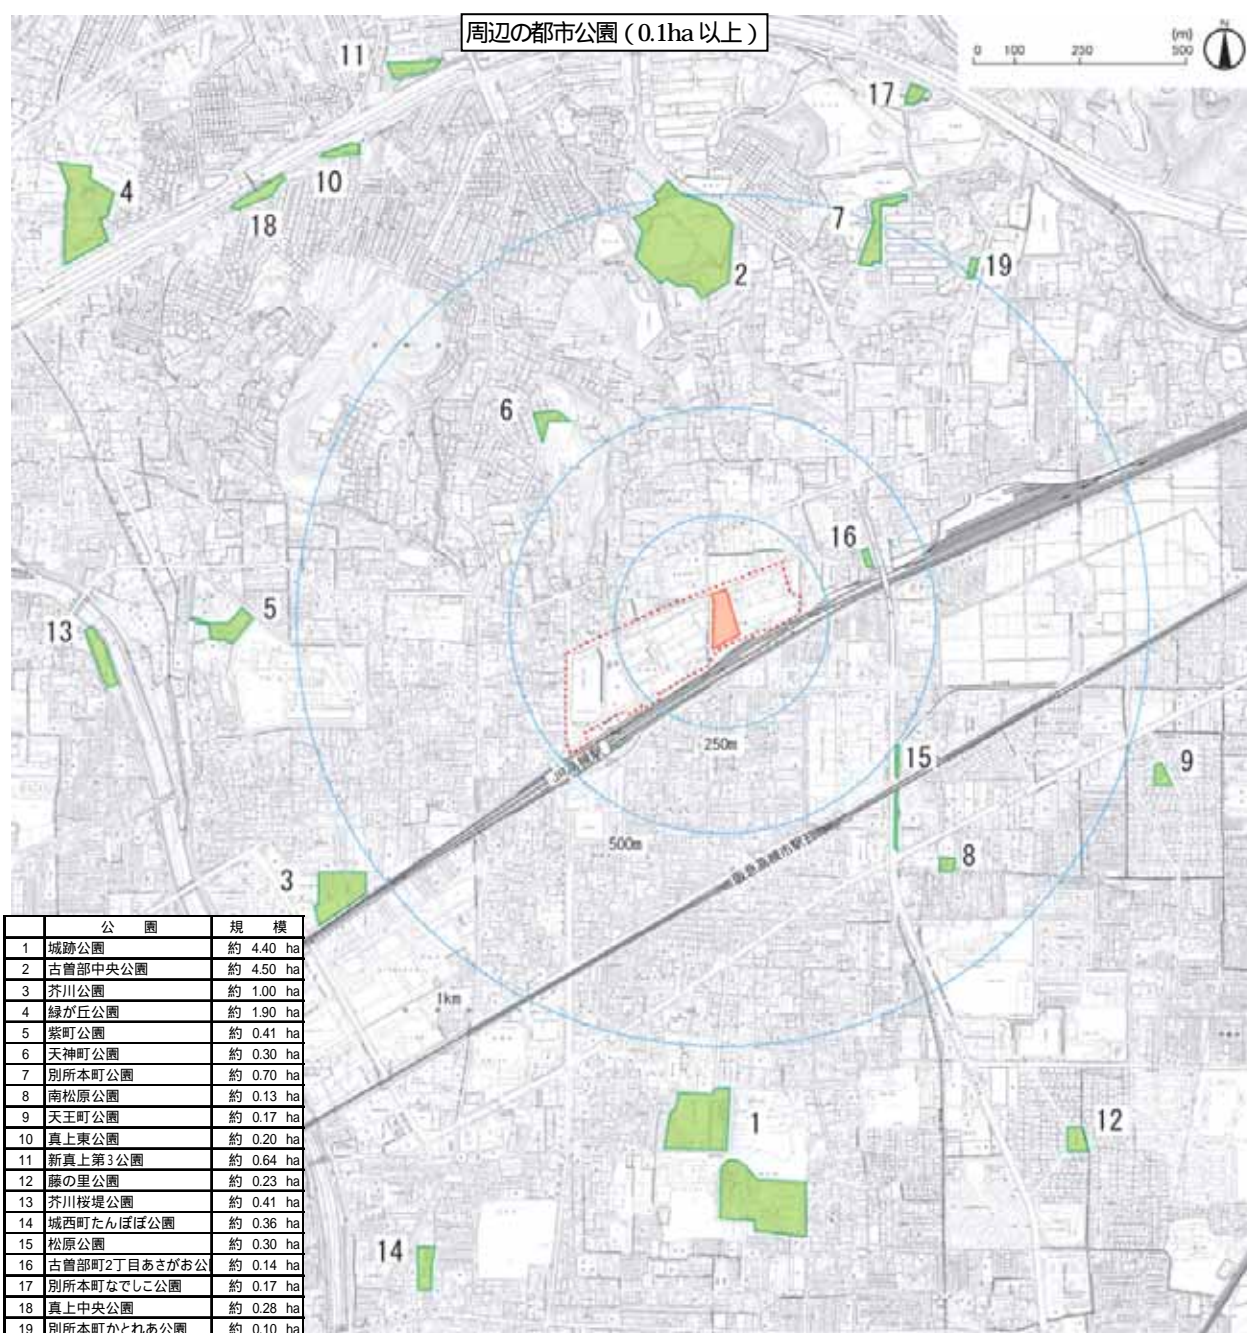 周辺の都市公園（0.1ha 以上）
0 100 250 500
(m)
N
11
17
4
10
18
7
2
19
6
16
5
13
250m
JR高槻駅
15
9
500m
阪急高槻市駅
8
3
1km
1
12
14
公 園 規 模
1 城跡公園 約 4.40 ha
2 古曽部中央公園 約 4.50 ha
3 芥川公園 約 1.00 ha
4 緑が丘公園 約 1.90 ha
5 紫町公園 約 0.41 ha
6 天神町公園 約 0.30 ha
7 別所本町公園 約 0.70 ha
8 南松原公園 約 0.13 ha
9 天王町公園 約 0.17 ha
10 真上東公園 約 0.20 ha
11 新真上第3公園 約 0.64 ha
12 藤の里公園 約 0.23 ha
13 芥川桜堤公園 約 0.41 ha
14 城西町たんぽぽ公園 約 0.36 ha
15 松原公園 約 0.30 ha
16 古曽部町2丁目あさがお公 約 0.14 ha
17 別所本町なでしこ公園 約 0.17 ha
18 真上中央公園 約 0.28 ha
19 別所本町かとれあ公園 約 0.10 ha